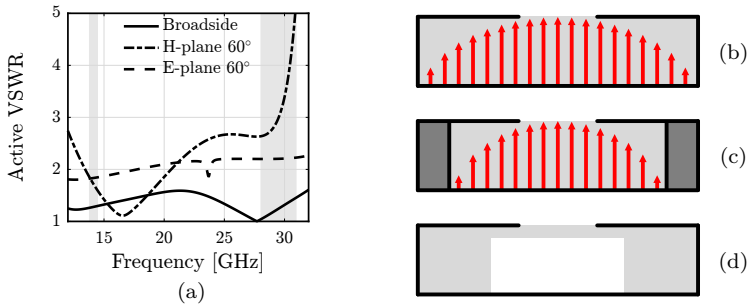 5
4
3
2
1
Active VSWR
Broadside
H-plane 60°
E-plane 60°
15
20
25
30
Frequency [GHz]
(a)
(b)
(c)
(d)